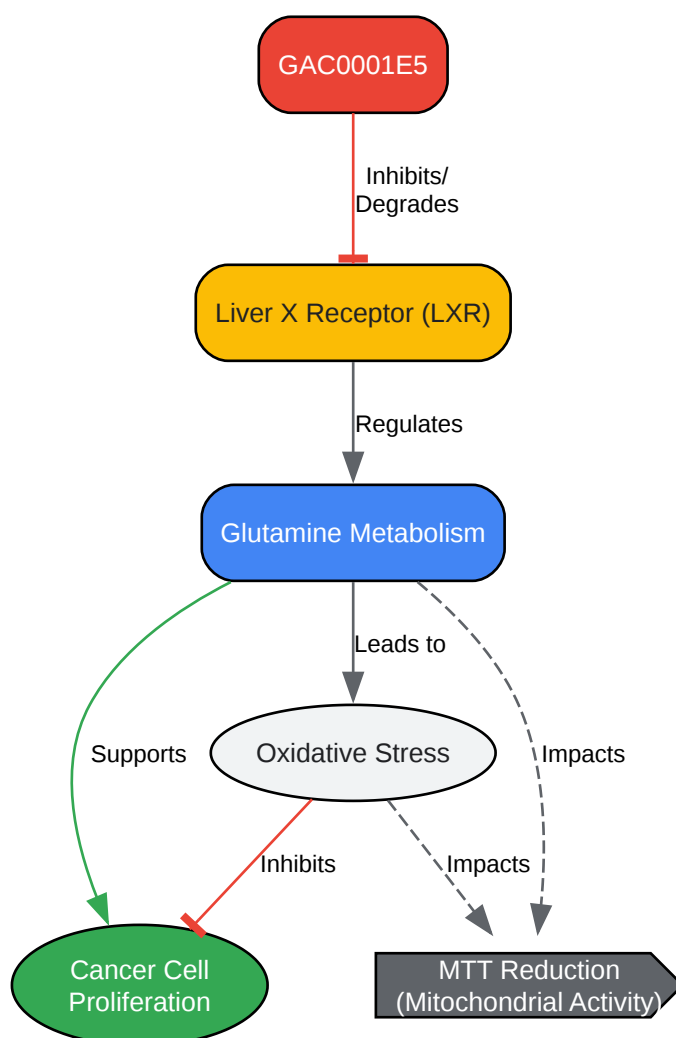 GAC0001E5
Inhibits/
Degrades
Liver X Receptor (LXR)
Regulates
Glutamine Metabolism
Leads to
Supports
Oxidative Stress
Impacts
Inhibits
Impacts
Cancer Cell
Proliferation
MTT Reduction
(Mitochondrial Activity)